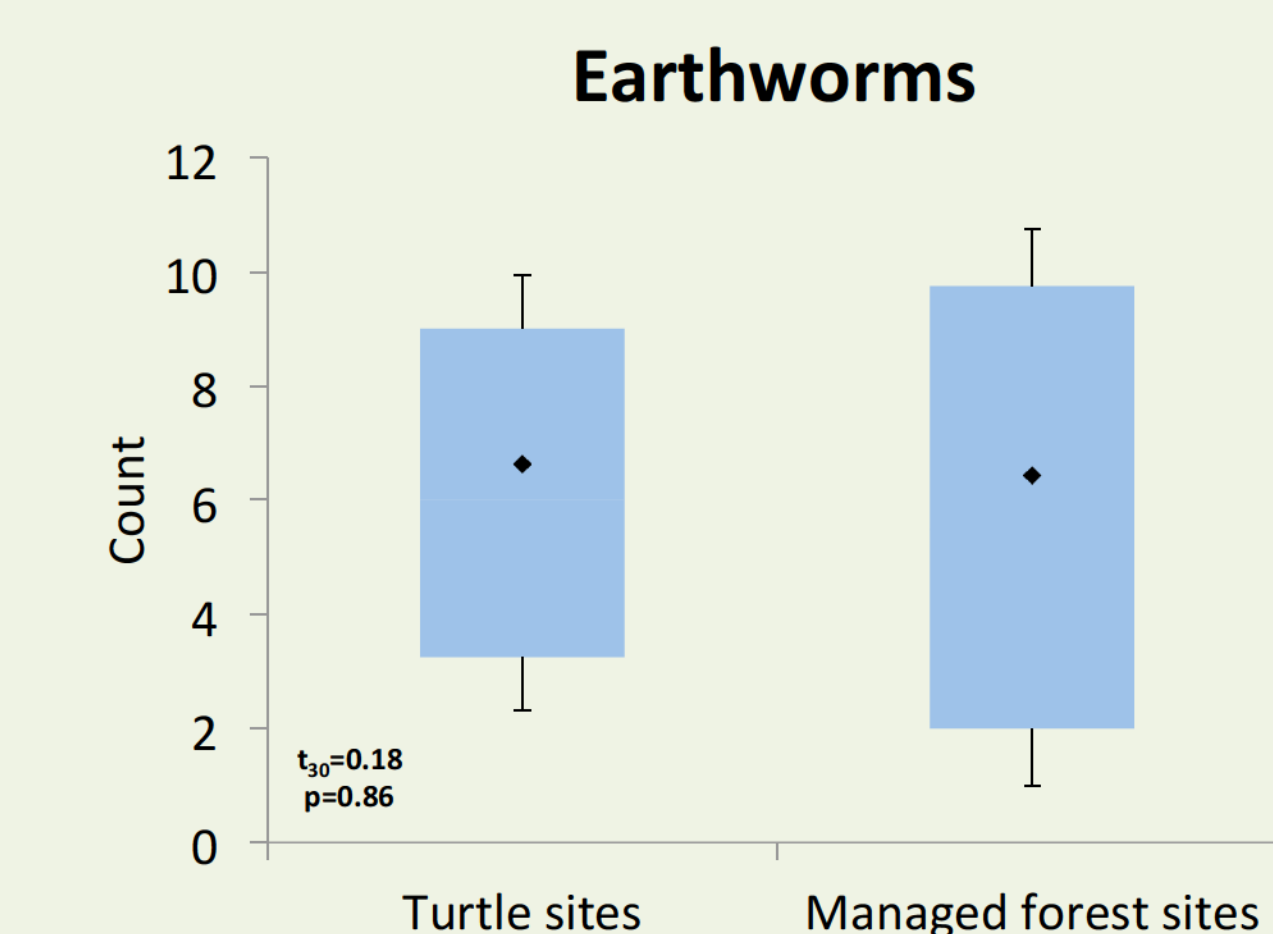 Earthworms
12
10
8
6
4
2
0
Count
t₃₀=0.18
p=0.86
Turtle sites
Managed forest sites